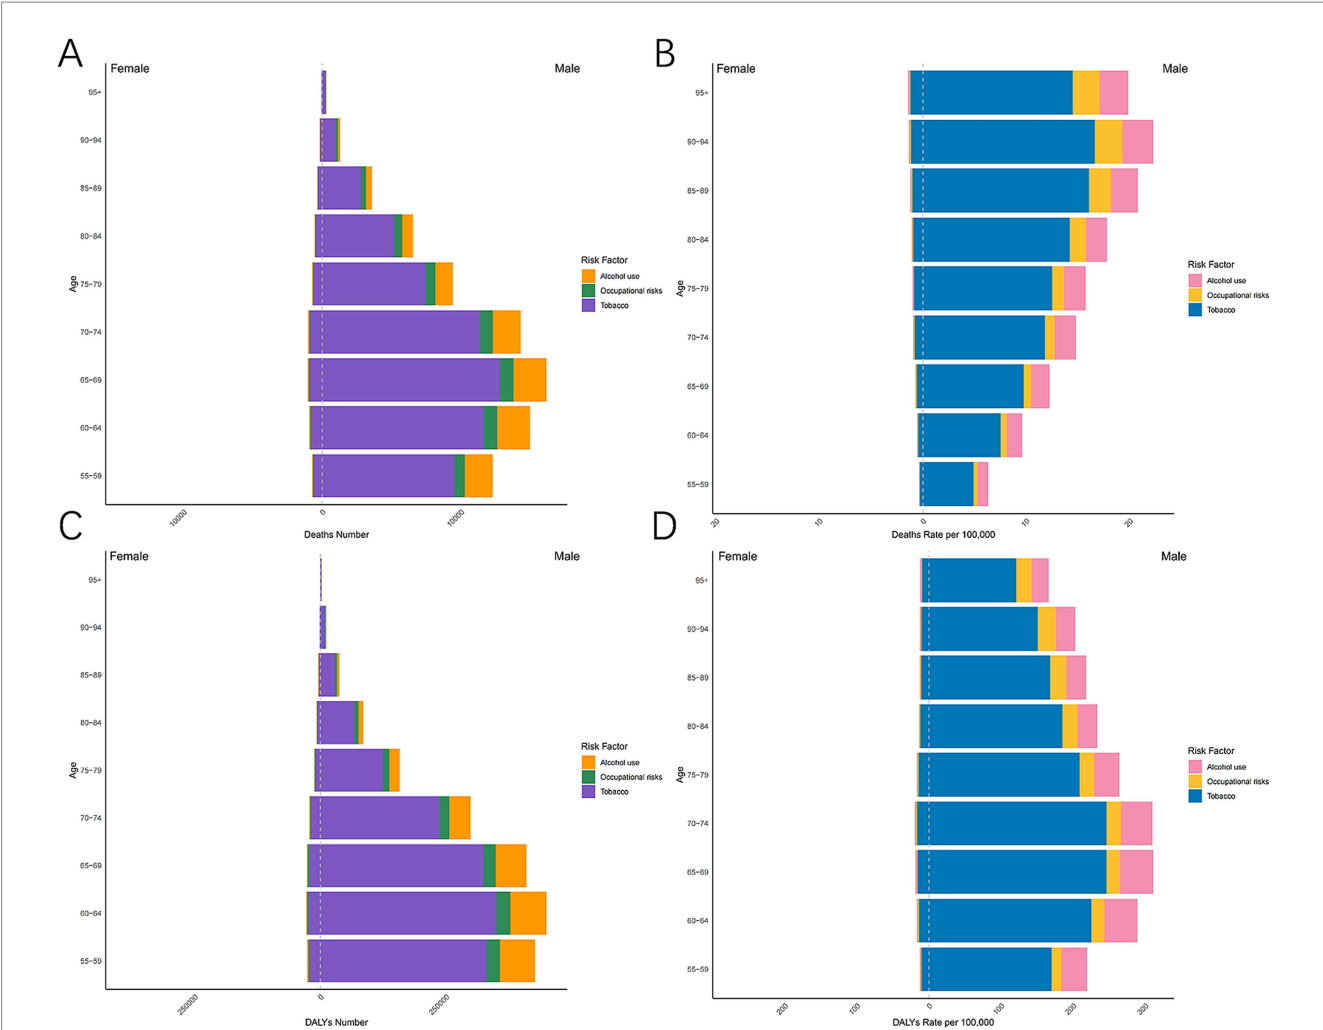 A
Female
Male
95+
90-94
85-89
80-84
75-79
70-74
65-69
60-64
55-59
Age
10000
0
10000
Deaths Number
Risk Factor
Alcohol use
Occupational risks
Tobacco
B
Female
Male
95+
90-94
85-89
80-84
75-79
70-74
65-69
60-64
55-59
Age
20
10
0
10
20
Deaths Rate per 100,000
Risk Factor
Alcohol use
Occupational risks
Tobacco
C
Female
Male
95+
90-94
85-89
80-84
75-79
70-74
65-69
60-64
55-59
Age
250000
0
250000
DALYs Number
Risk Factor
Alcohol use
Occupational risks
Tobacco
D
Female
Male
95+
90-94
85-89
80-84
75-79
70-74
65-69
60-64
55-59
Age
200
100
0
100
200
300
DALYs Rate per 100,000
Risk Factor
Alcohol use
Occupational risks
Tobacco